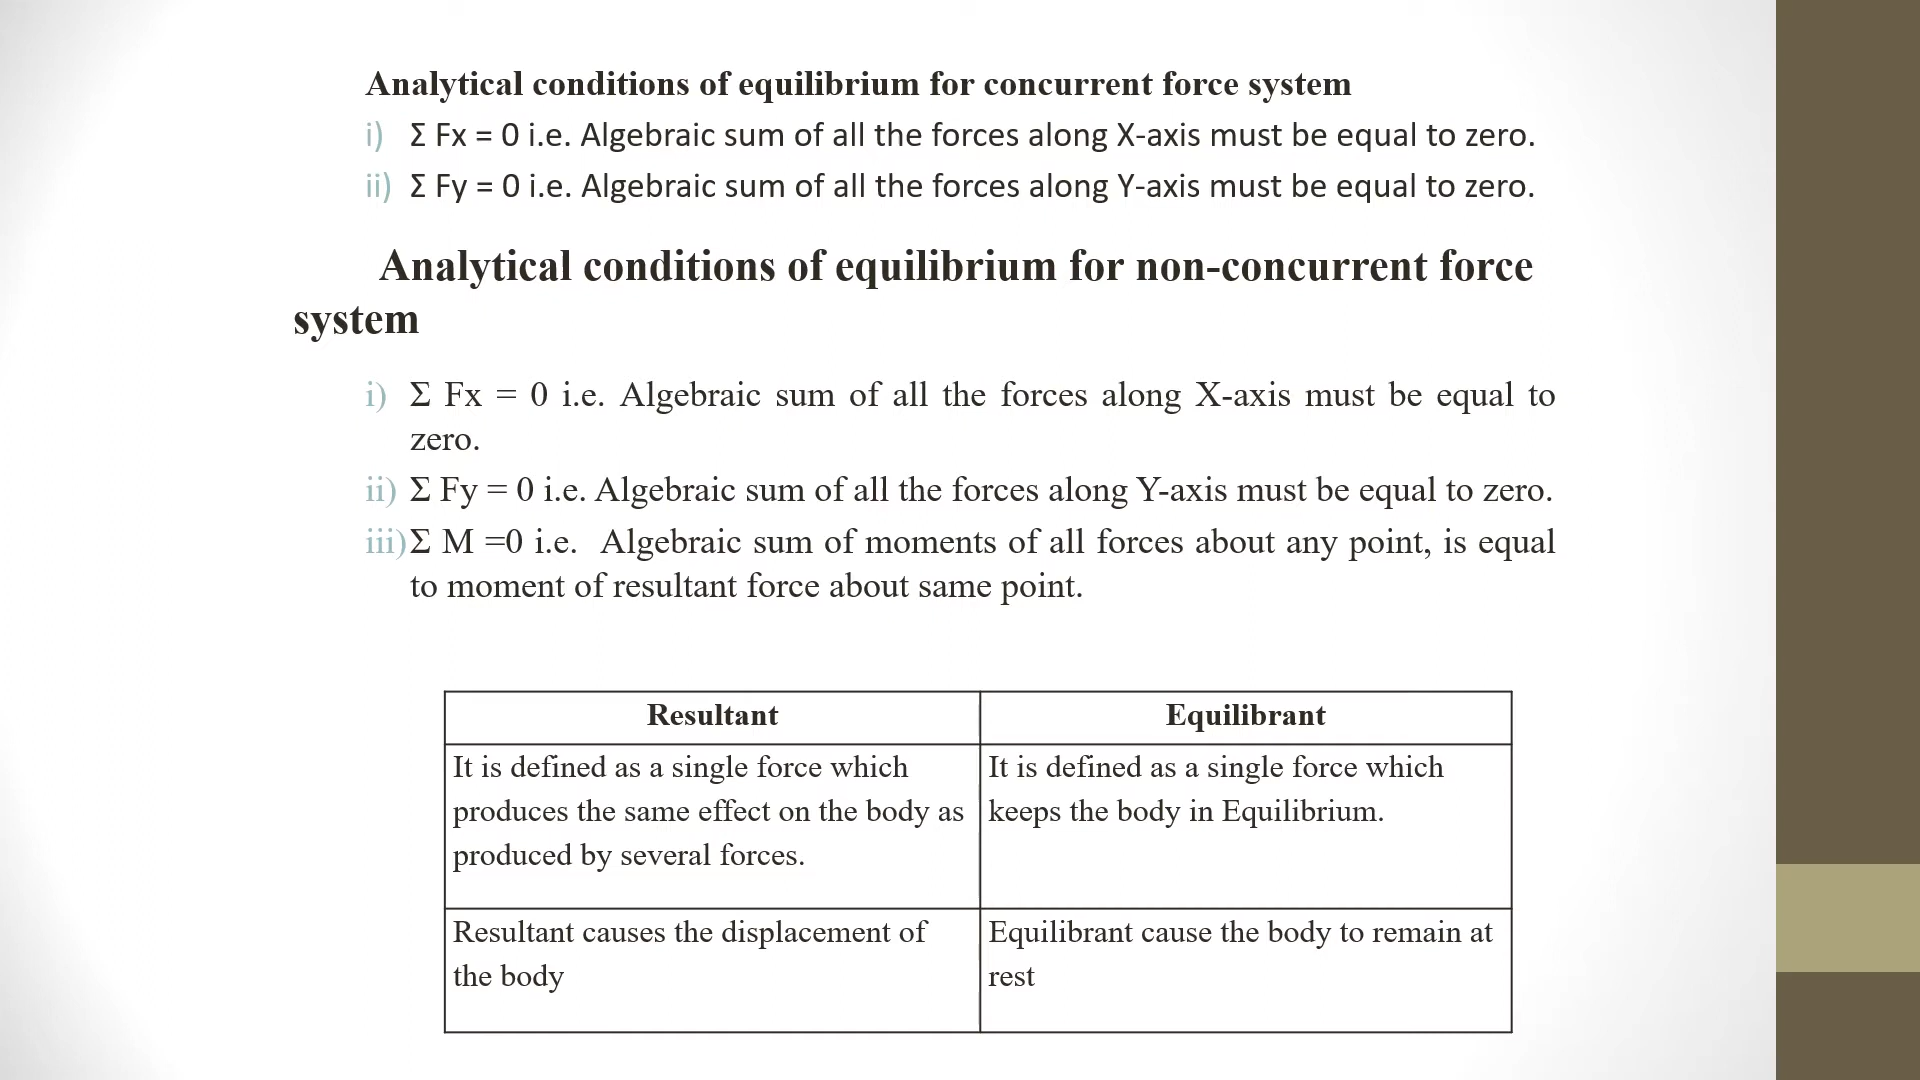 Analytical conditions of equilibrium for concurrent force system
i) Σ Fx = 0 i.e. Algebraic sum of all the forces along X-axis must be equal to zero.
ii) Σ Fy = 0 i.e. Algebraic sum of all the forces along Y-axis must be equal to zero.
Analytical conditions of equilibrium for non-concurrent force
system
i) Σ Fx = 0 i.e. Algebraic sum of all the forces along X-axis must be equal to
zero.
ii) Σ Fy = 0 i.e. Algebraic sum of all the forces along Y-axis must be equal to zero.
iii) Σ M =0 i.e. Algebraic sum of moments of all forces about any point, is equal
to moment of resultant force about same point.
Resultant
Equilibrant
It is defined as a single force which
produces the same effect on the body as
produced by several forces.
It is defined as a single force which
keeps the body in Equilibrium.
Resultant causes the displacement of
the body
Equilibrant cause the body to remain at
rest